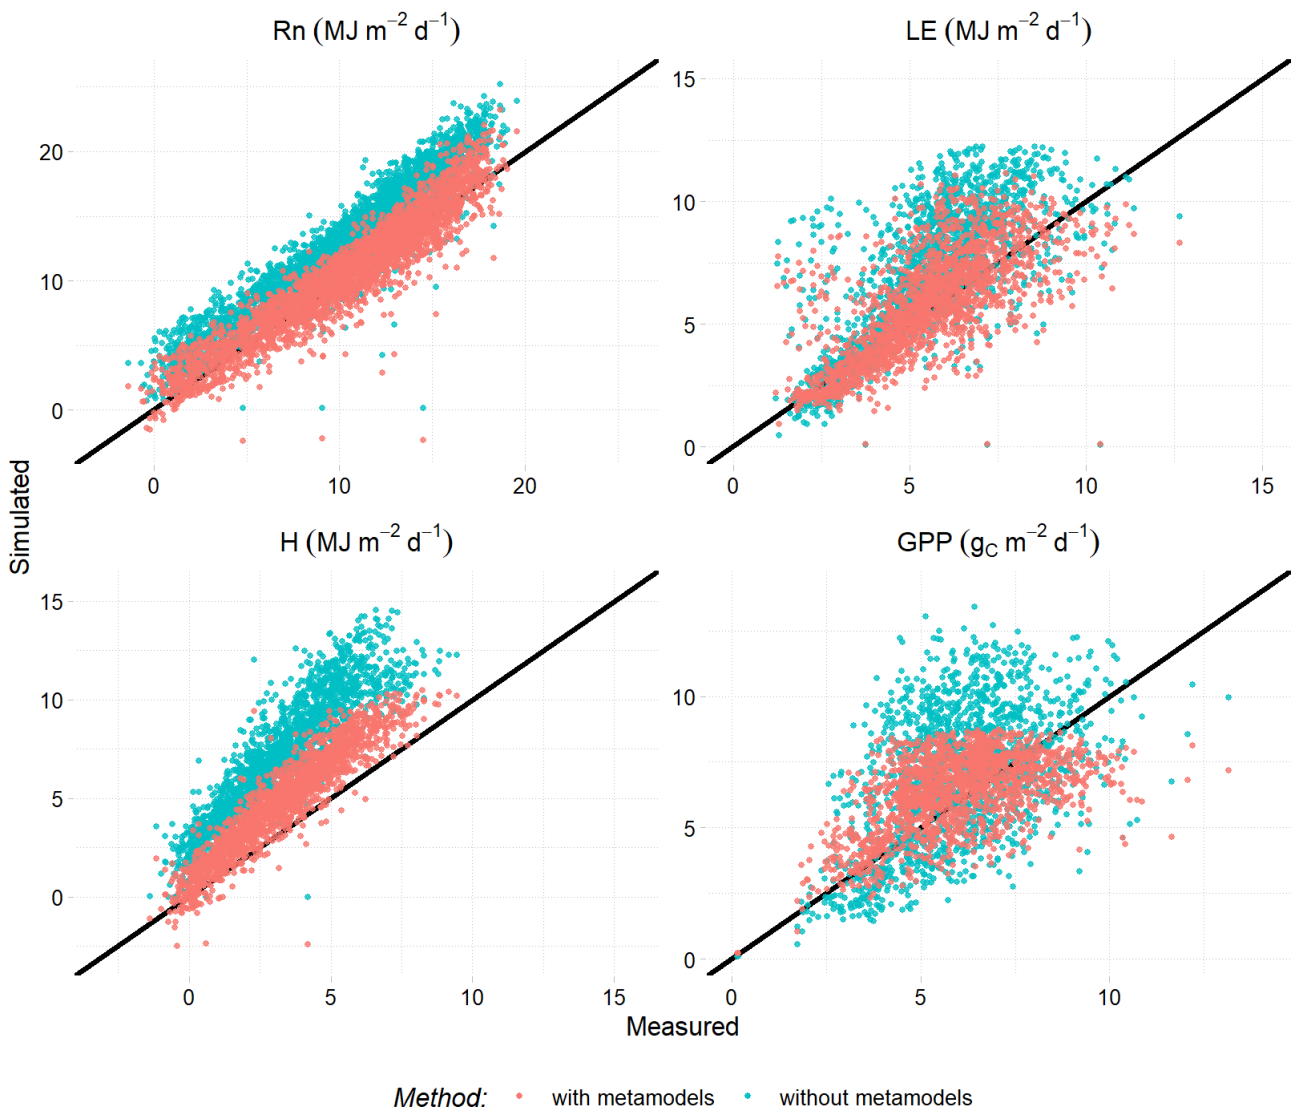 Rn (MJ m⁻² d⁻¹)
20
10
0
0 10 20
LE (MJ m⁻² d⁻¹)
15
10
5
0
0 5 10 15
Simulated
H (MJ m⁻² d⁻¹)
15
10
5
0
0 5 10 15
GPP (g_C m⁻² d⁻¹)
10
5
0
0 5 10
Measured
Method: with metamodels without metamodels